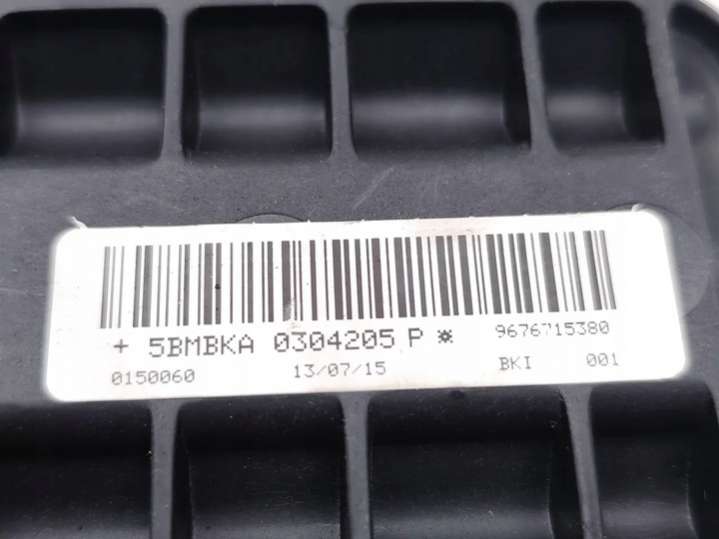 + 5BMBKA 0304205 P ☼ 9676715380
0150060 13/07/15 BKI 001